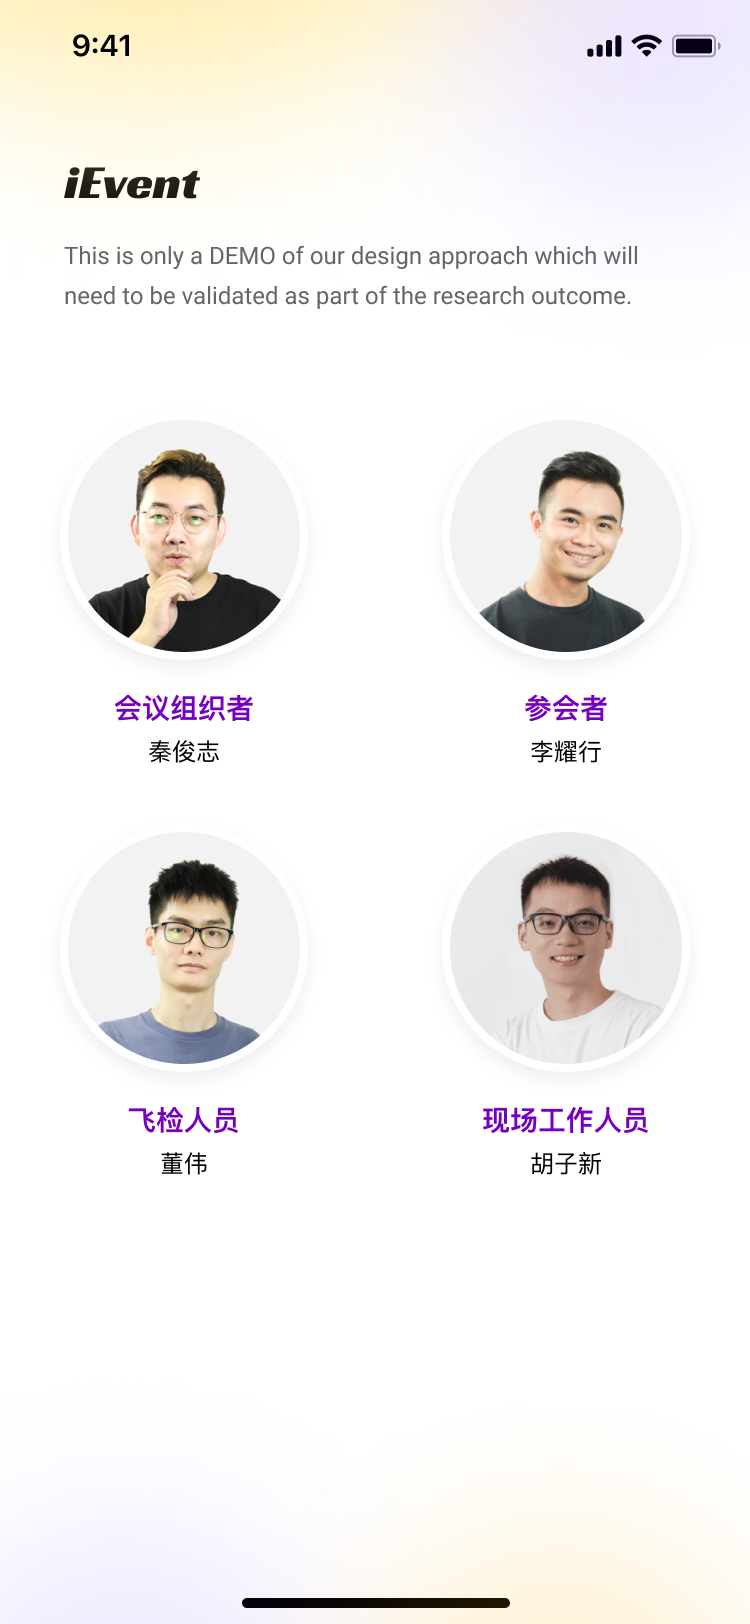 9:41
iEvent
This is only a DEMO of our design approach which will
need to be validated as part of the research outcome.
会议组织者
秦俊志
参会者
李耀行
飞检人员
董伟
现场工作人员
胡子新